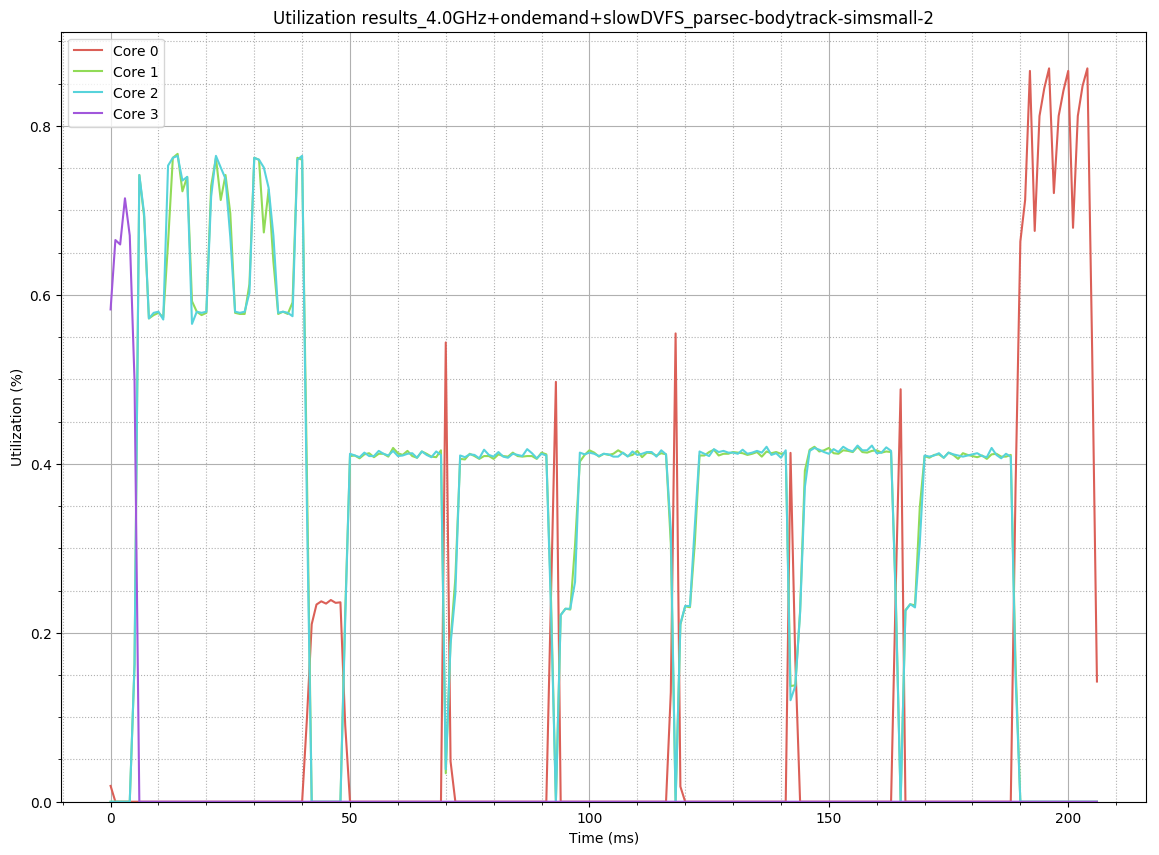 Utilization results_4.0GHz+ondemand+slowDVFS_parsec-bodytrack-simsmall-2
Core 0
Core 1
Core 2
Core 3
Utilization (%)
0.8
0.6
0.4
0.2
0.0
0
50
100
150
200
Time (ms)